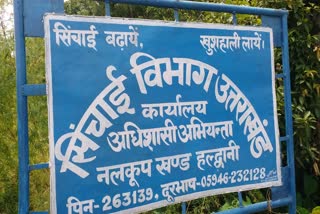 सिंचाई बढ़ायें, खुशहाली लायें।
सिंचाई विभाग उत्तराखंड
कार्यालय
अधिशासी अभियन्ता
नलकूप खण्ड हल्द्वानी
पिन-263139, दूरभाष-05946-232128